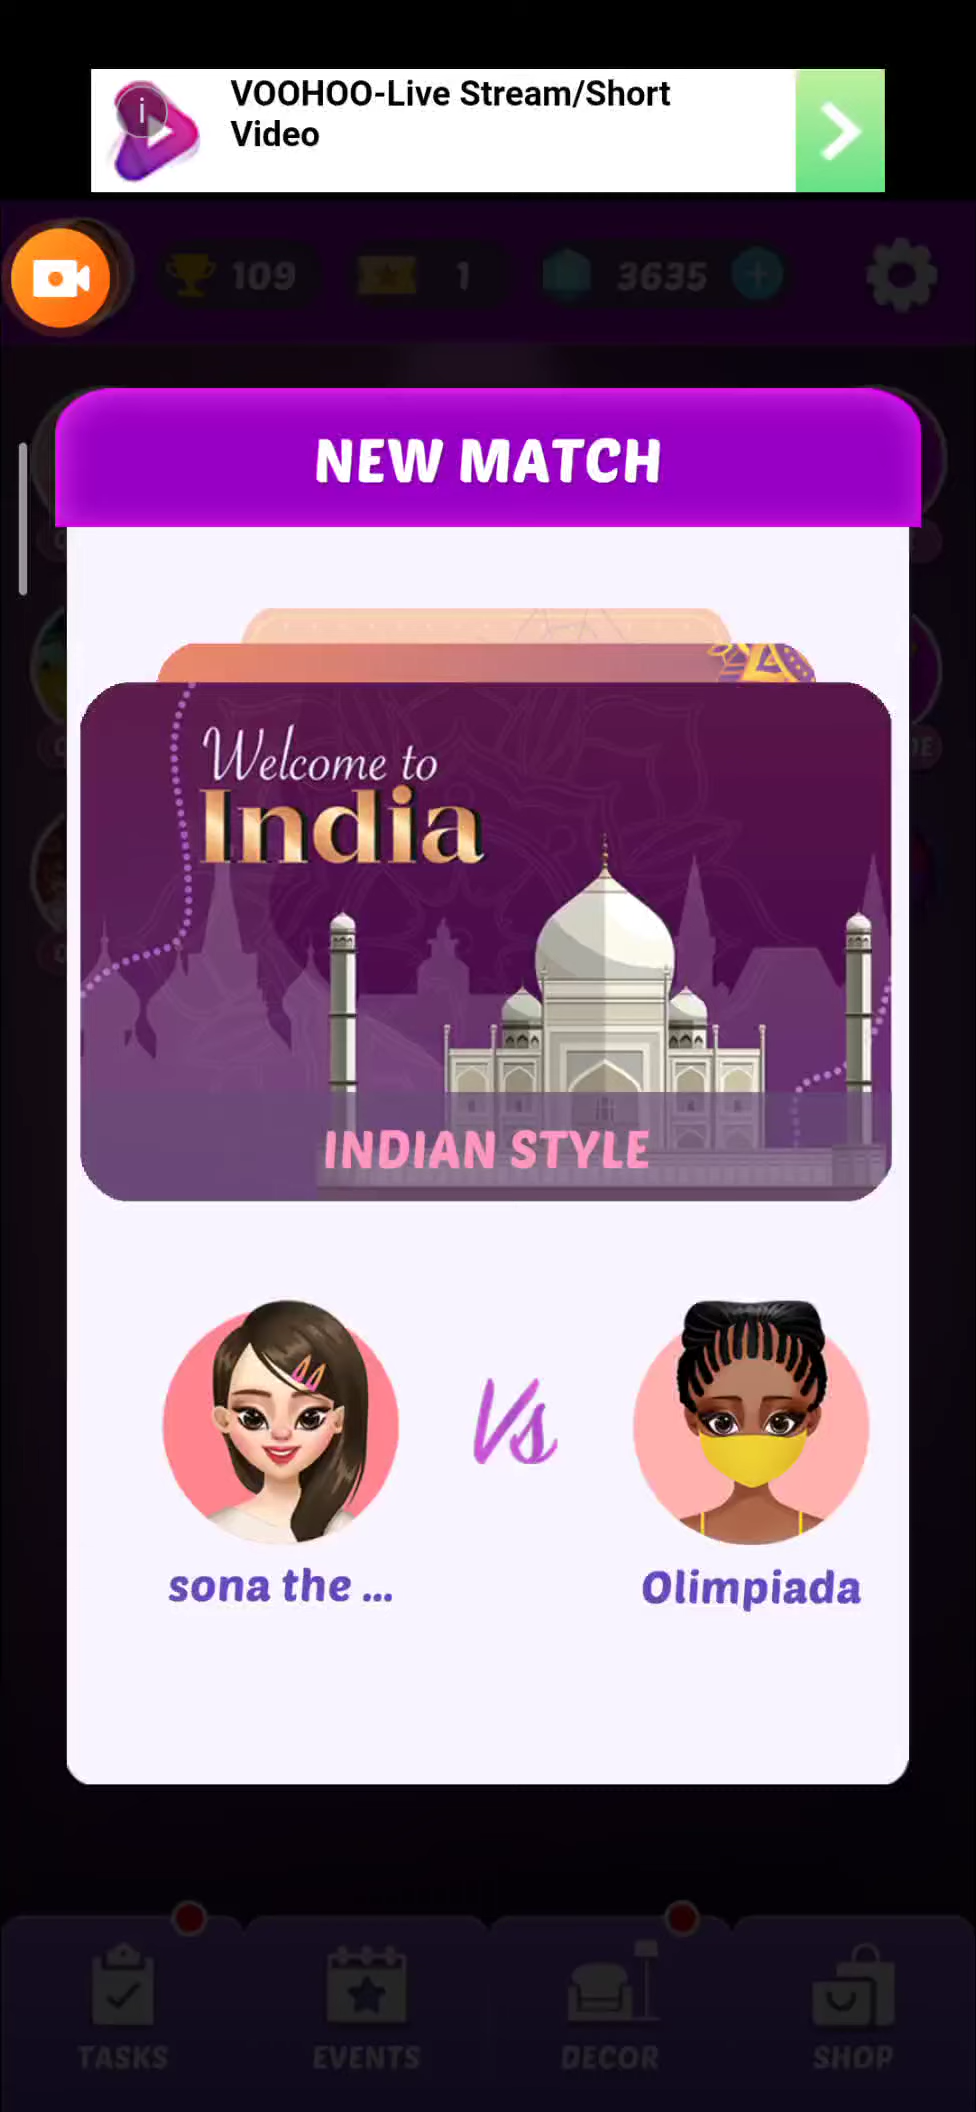 VOOHOO-Live Stream/Short
Video
109
1
3635
NEW MATCH
Welcome to
India
INDIAN STYLE
Vs
sona the ...
Olimpiada
TASKS
EVENTS
DECOR
SHOP